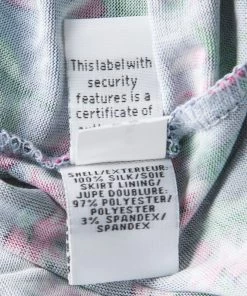 This label with
security
features is a
certificate of
SHELL/EXTERIEUR:
100% SILK/SOIE
SKIRT LINING/
JUPE DOUBLURE:
97% POLYESTER/
POLYESTER
3% SPANDEX/
SPANDEX